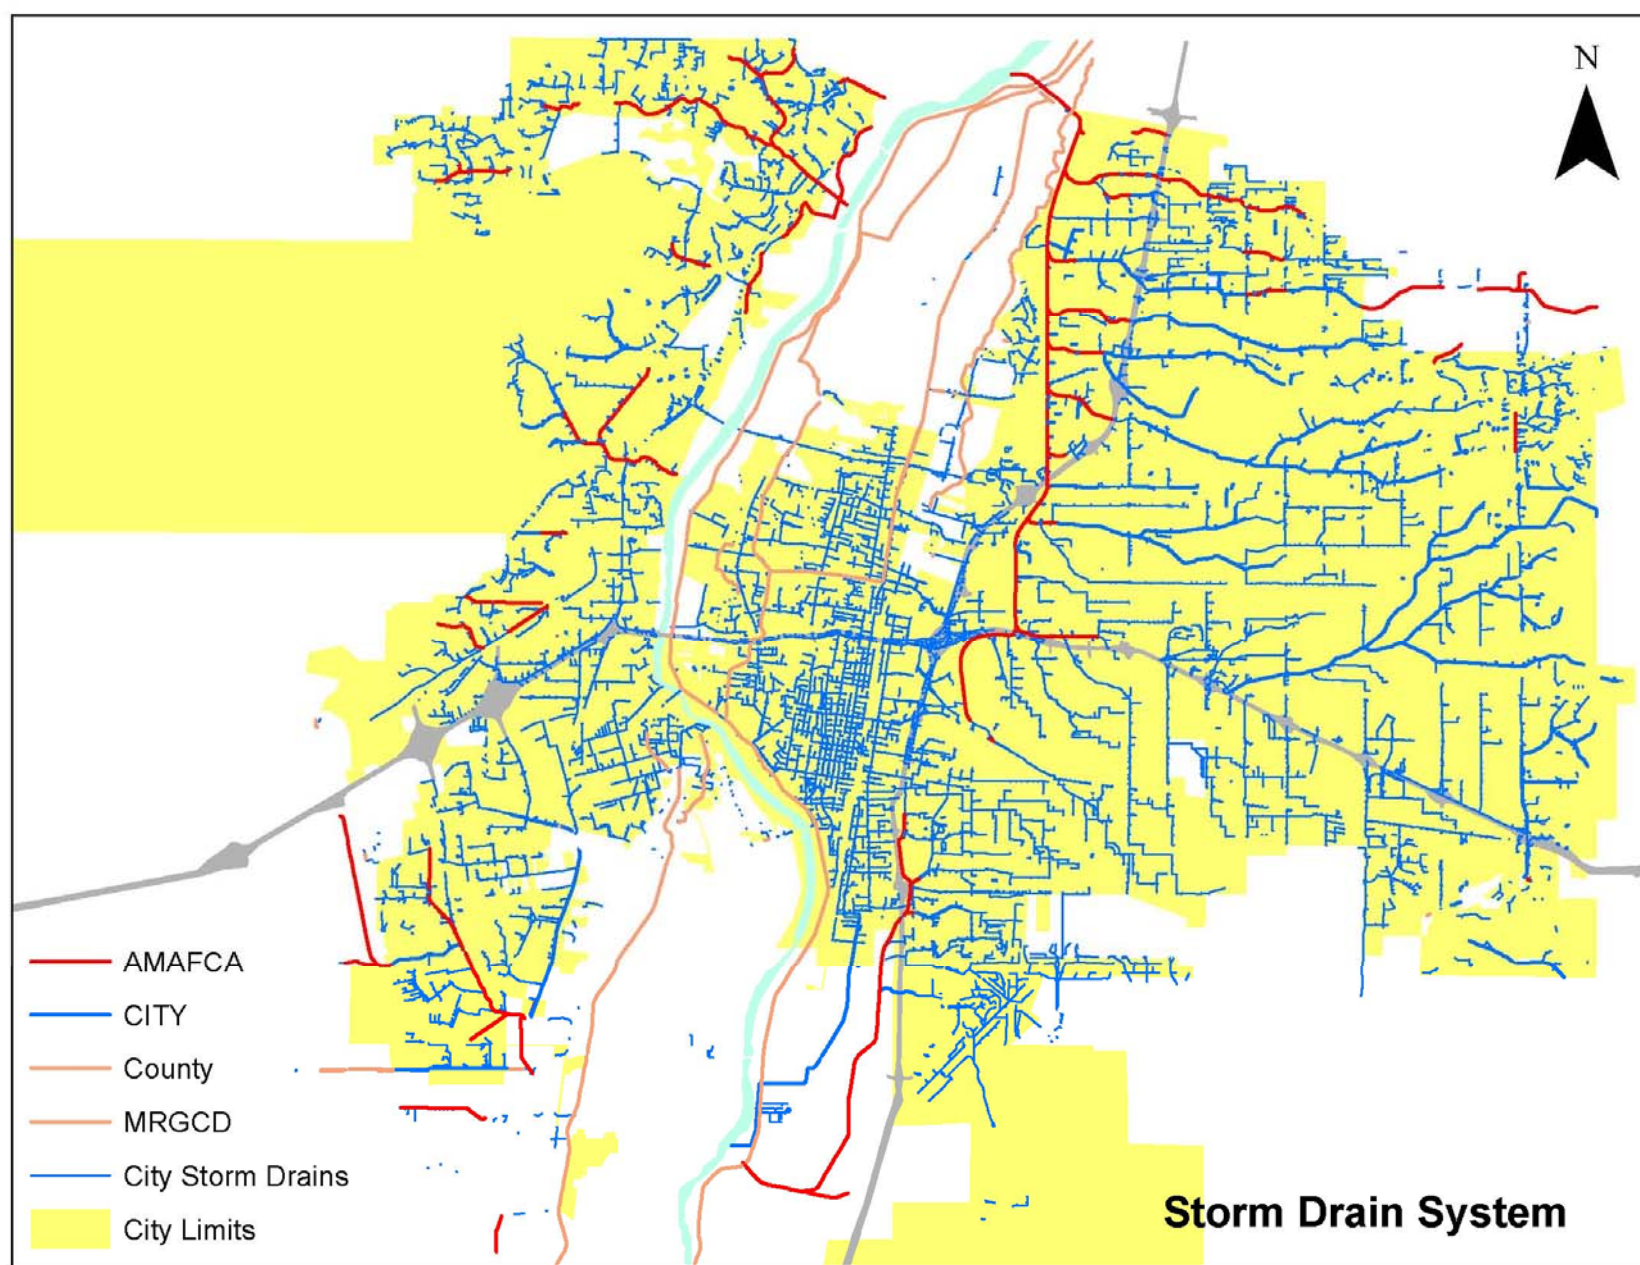 N
AMAFCA
CITY
County
MRGCD
City Storm Drains
City Limits
Storm Drain System